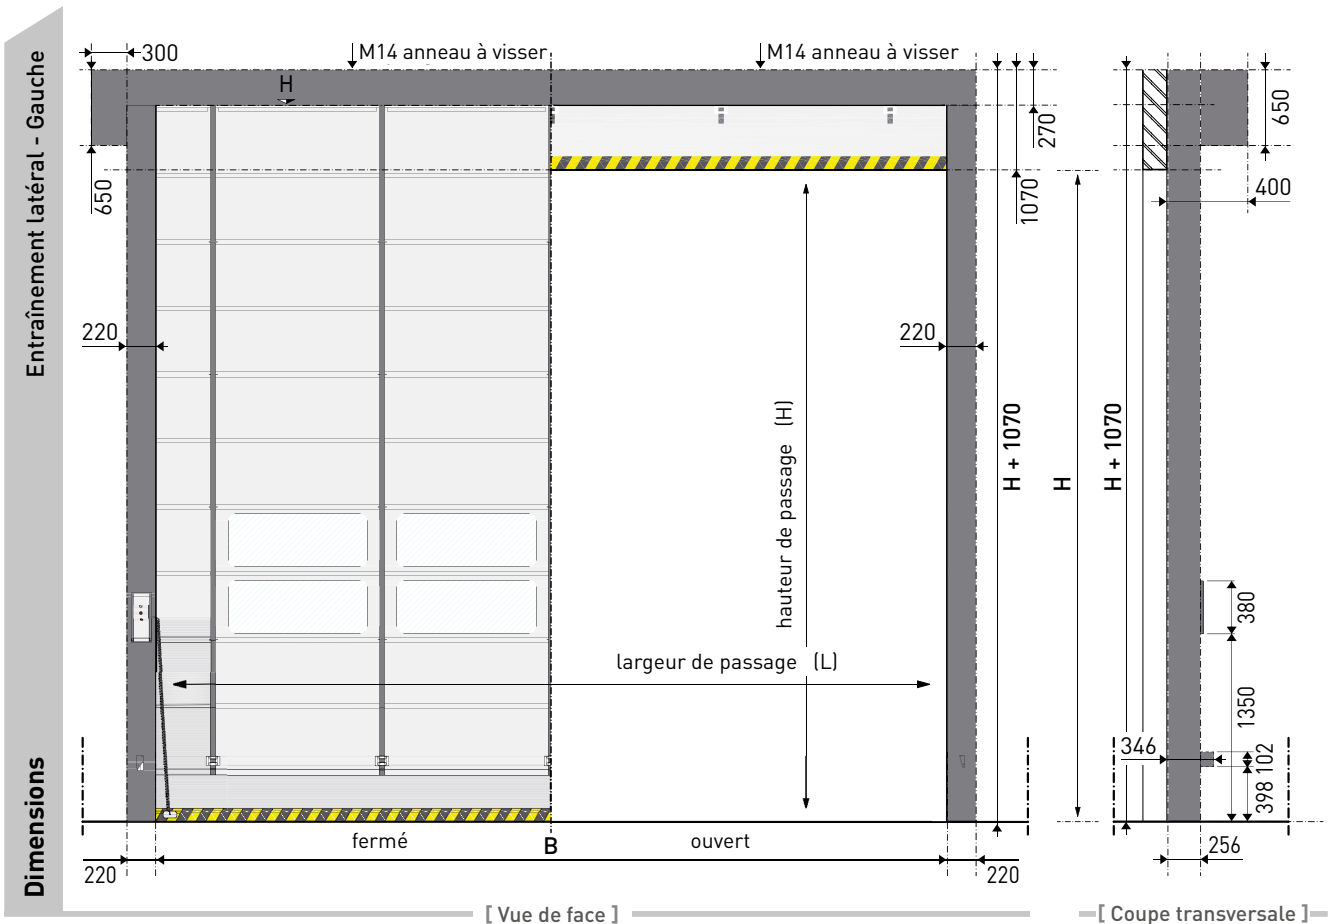 Entraînement latéral - Gauche
Dimensions
300
M14 anneau à visser
M14 anneau à visser
H
650
270
1070
650
400
220
220
hauteur de passage (H)
H + 1070
H
H + 1070
largeur de passage (L)
380
1350
346
102
398
fermé
B
ouvert
256
220
220
[ Vue de face ]
[ Coupe transversale ]